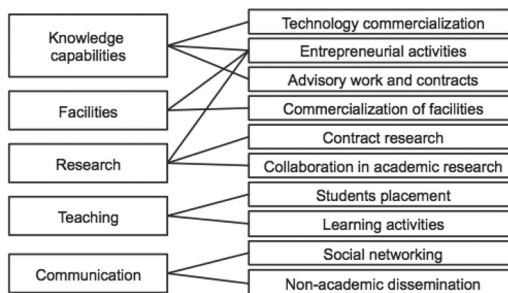 Knowledge
capabilities
Facilities
Research
Teaching
Communication
Technology commercialization
Entrepreneurial activities
Advisory work and contracts
Commercialization of facilities
Contract research
Collaboration in academic research
Students placement
Learning activities
Social networking
Non-academic dissemination